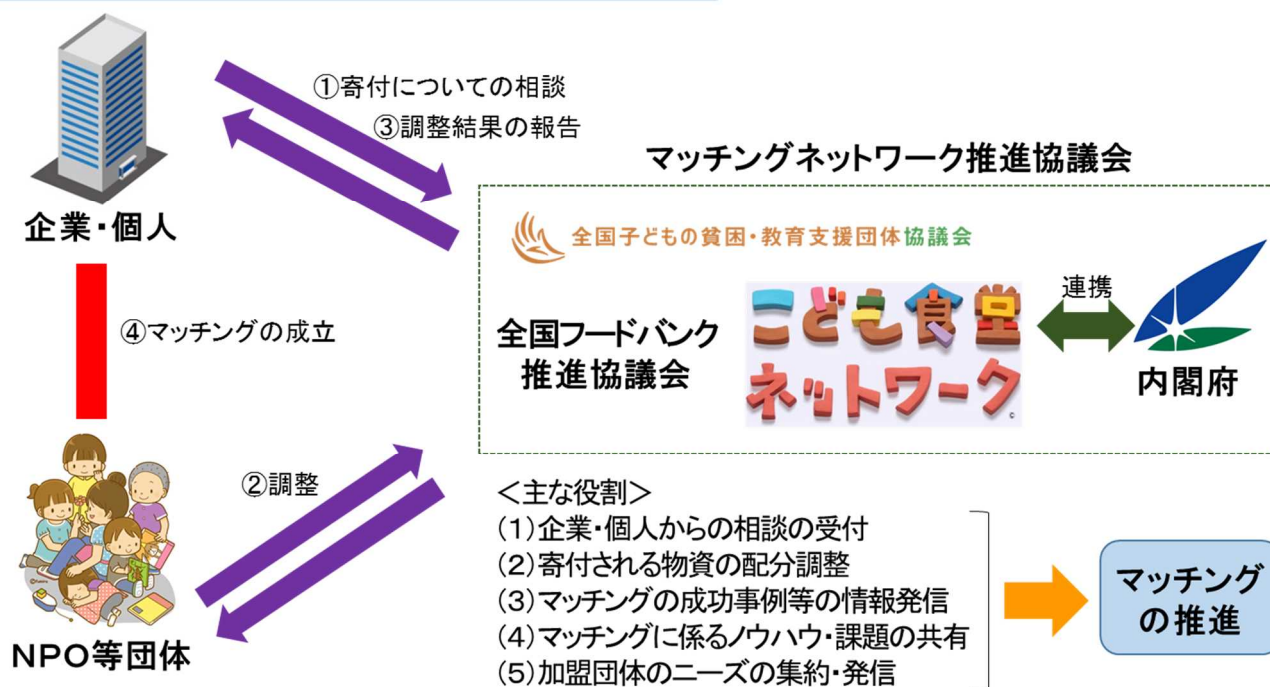 ①寄付についての相談
③調整結果の報告
企業・個人
④マッチングの成立
②調整
NPO等団体
マッチングネットワーク推進協議会
全国子どもの貧困・教育支援団体協議会
全国フードバンク
推進協議会
こども食堂
ネットワーク
連携
内閣府
<主な役割>
(1)企業・個人からの相談の受付
(2)寄付される物資の配分調整
(3)マッチングの成功事例等の情報発信
(4)マッチングに係るノウハウ・課題の共有
(5)加盟団体のニーズの集約・発信
マッチング
の推進